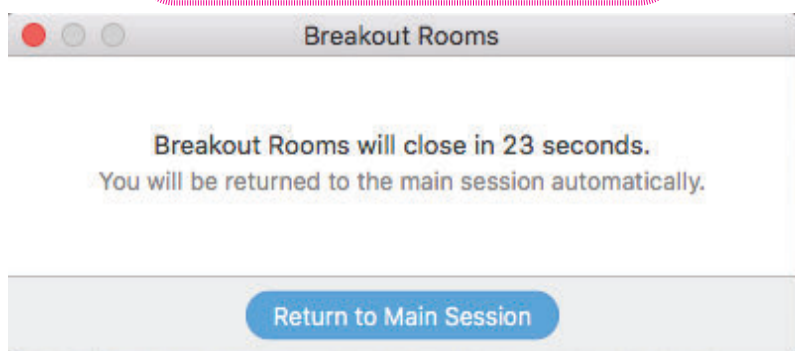 Breakout Rooms
Breakout Rooms will close in 23 seconds.
You will be returned to the main session automatically.
Return to Main Session